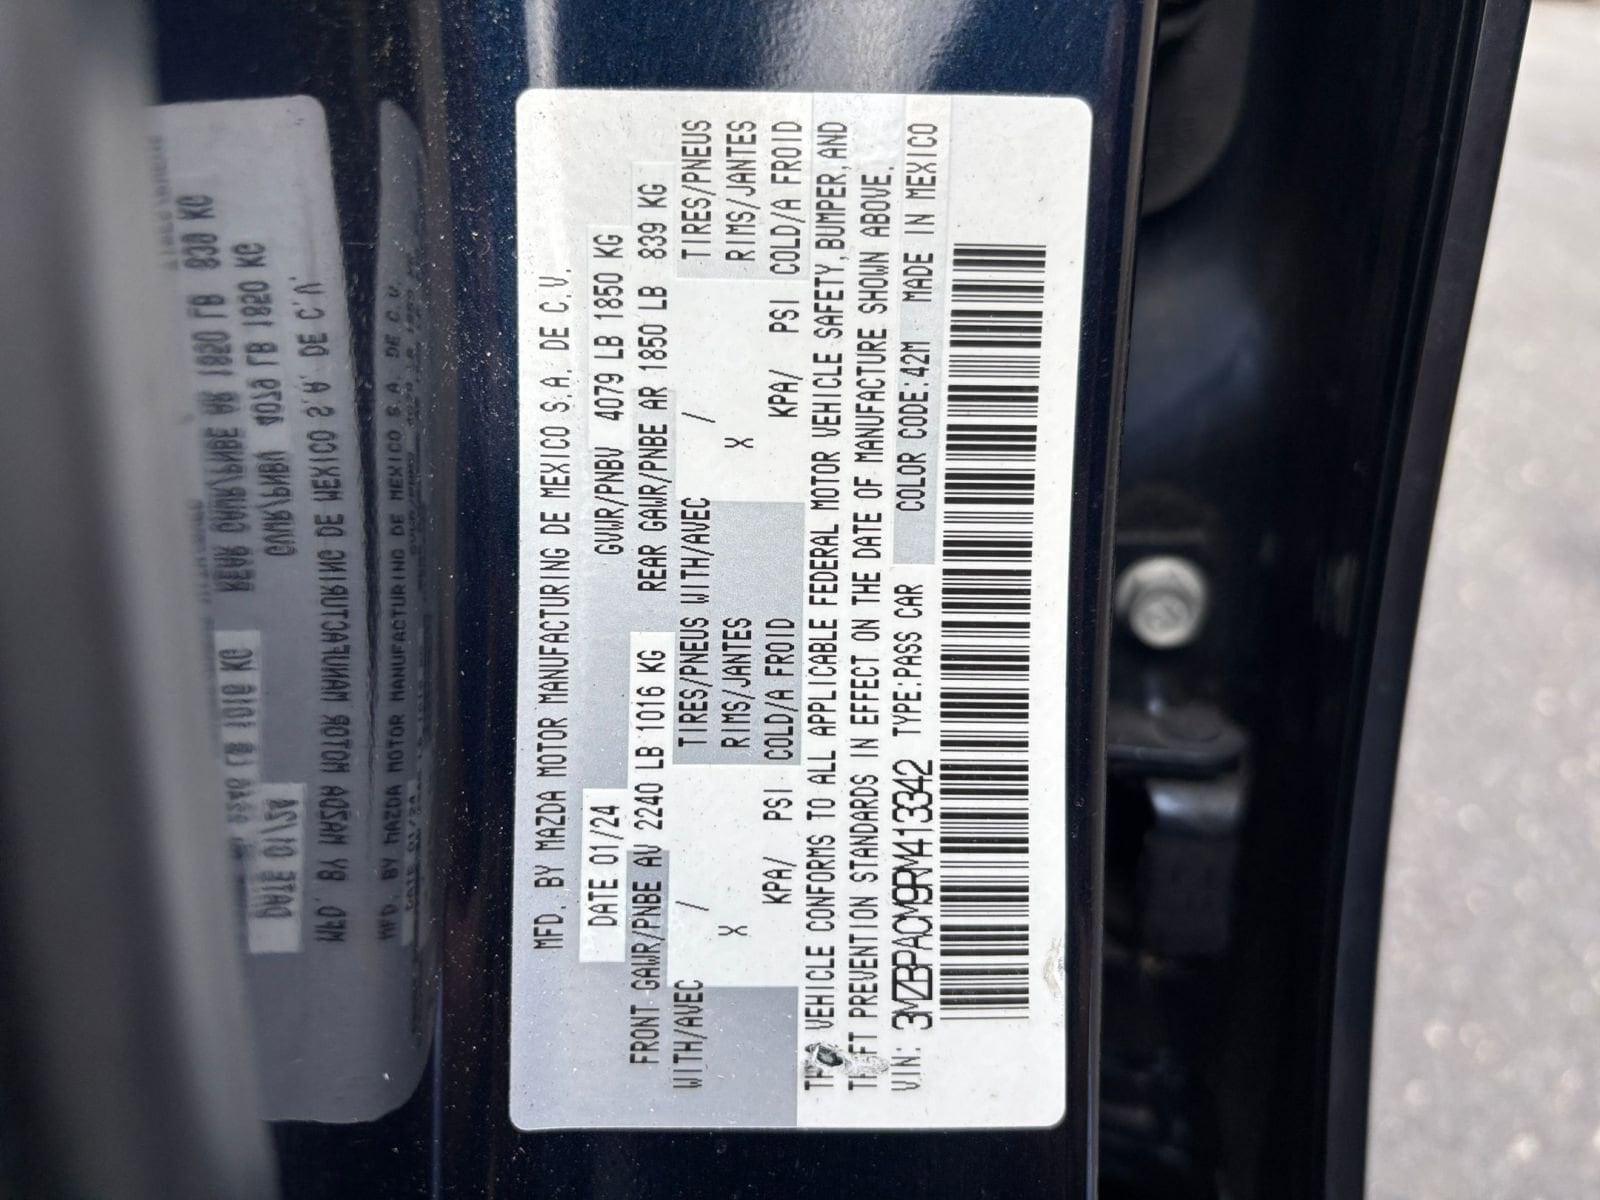 MFD. BY MAZDA MOTOR MANUFACTURING DE MEXICO S.A. DE C.V.
DATE 01/24 GVWR/PNBV 4079 LB 1850 KG
FRONT GAWR/PNBE AV 2240 LB 1016 KG REAR GAWR/PNBE AR 1850 LB 839 KG
WITH/AVEC / TIRES/PNEUS WITH/AVEC / TIRES/PNEUS
X RIMS/JANTES X RIMS/JANTES
KPA/ PSI COLD/A FROID KPA/ PSI COLD/A FROID
VEHICLE CONFORMS TO ALL APPLICABLE FEDERAL MOTOR VEHICLE SAFETY, BUMPER, AND
THEFT PREVENTION STANDARDS IN EFFECT ON THE DATE OF MANUFACTURE SHOWN ABOVE.
VIN: 3MZBPACM9RM413342 TYPE:PASS CAR COLOR CODE:42M MADE IN MEXICO